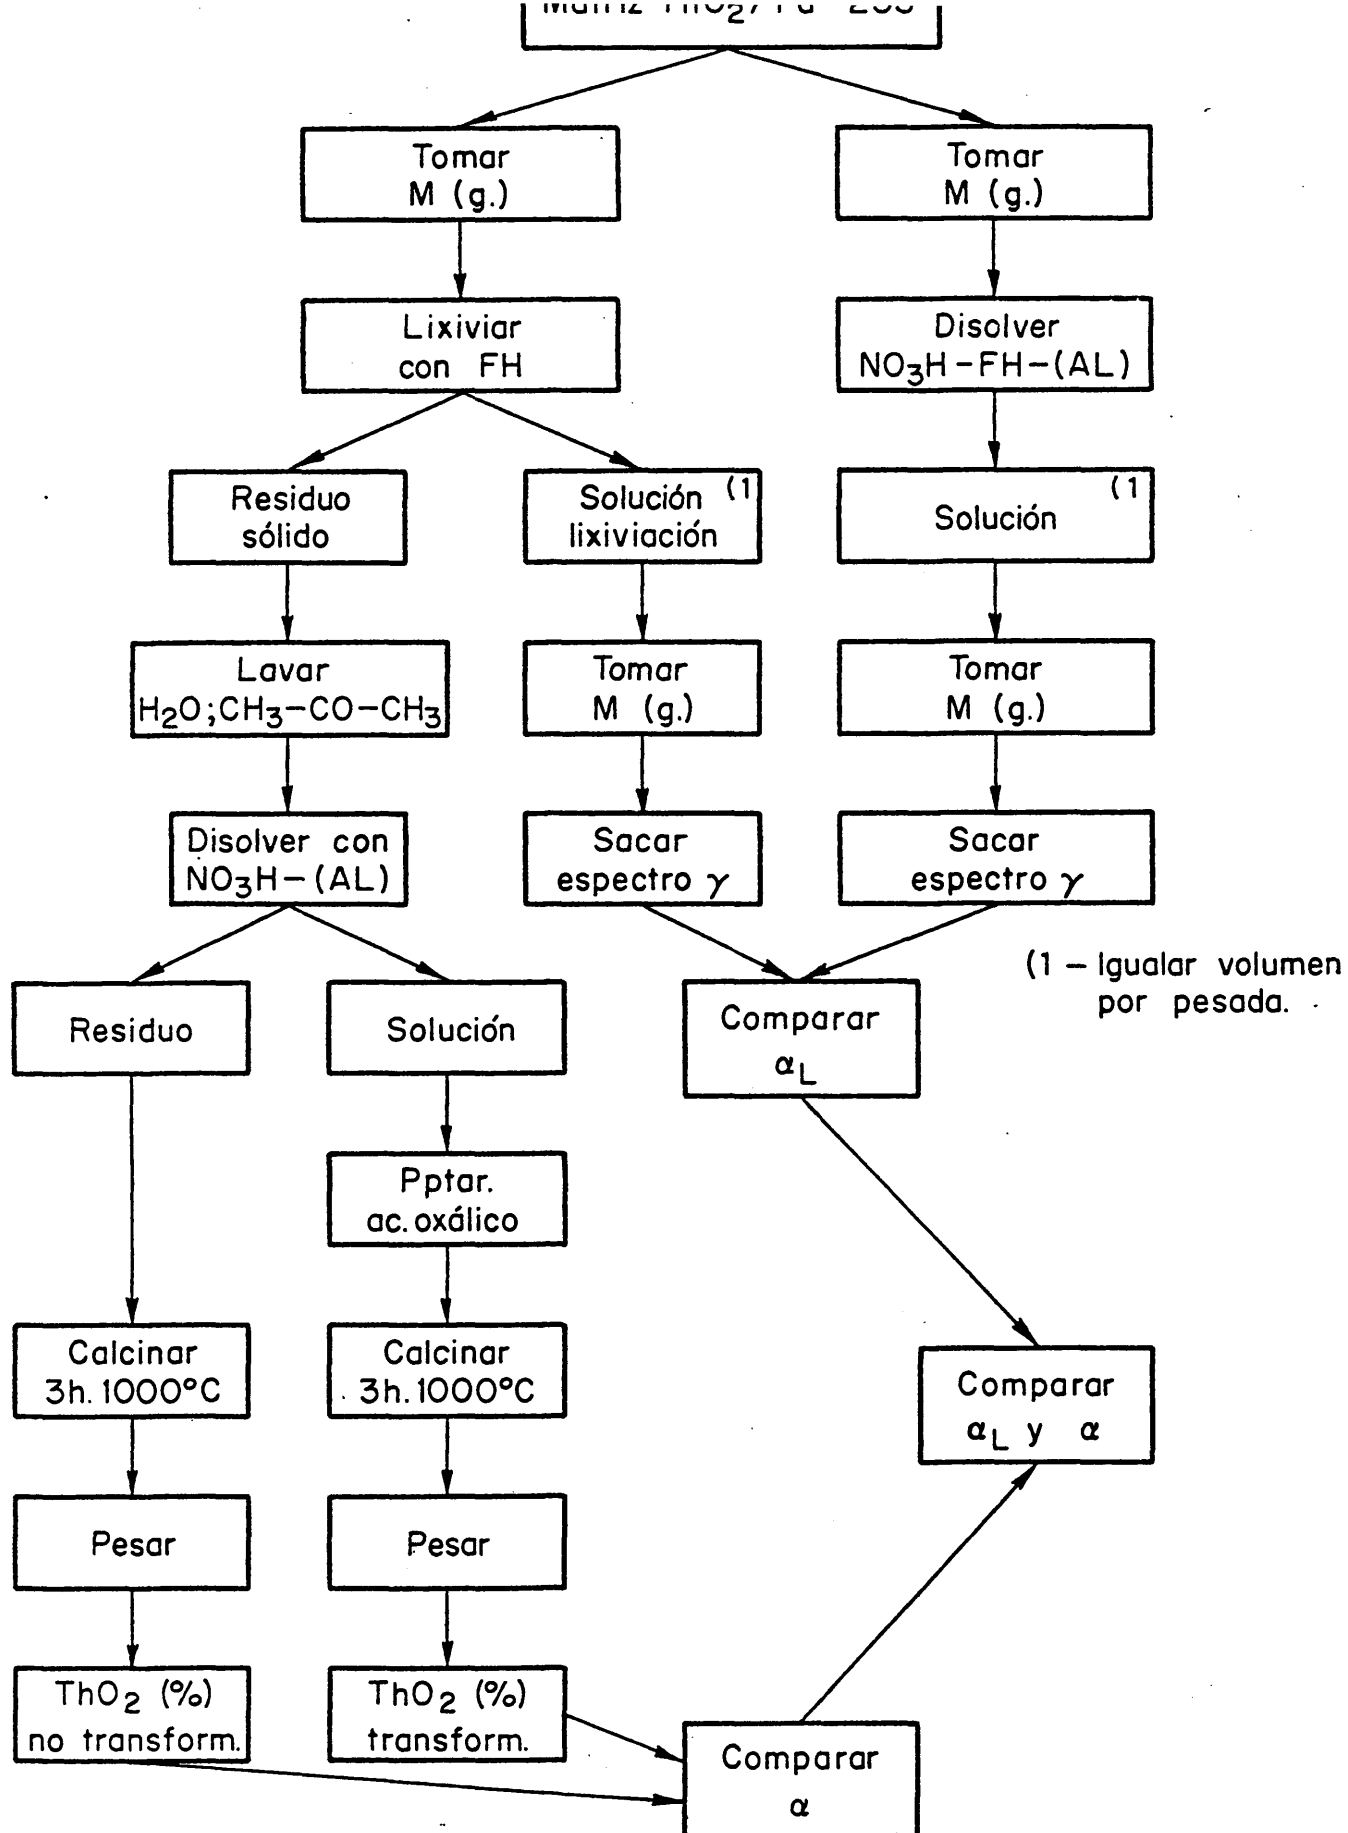 Tomar
M (g.)
Tomar
M (g.)
Lixiviar
con FH
Disolver
NO3H-FH-(AL)
Residuo
sólido
Solución (1
lixiviación
(1
Solución
Lavar
H2O;CH3-CO-CH3
Tomar
M (g.)
Tomar
M (g.)
Disolver con
NO3H-(AL)
Sacar
espectro γ
Sacar
espectro γ
(1 - Igualar volumen
por pesada.
Residuo
Solución
Comparar
αL
Pptar.
ac. oxálico
Calcinar
3h. 1000°C
Calcinar
3h. 1000°C
Comparar
αL y α
Pesar
Pesar
ThO2 (%)
no transform.
ThO2 (%)
transform.
Comparar
α